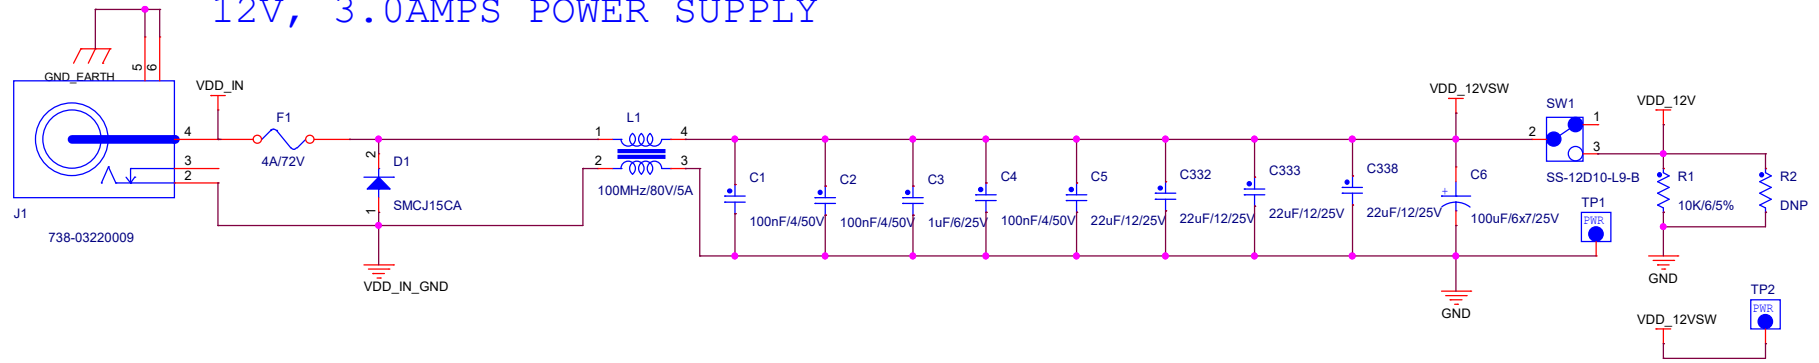 12V, 3.0AMPS POWER SUPPLY
5
6
GND_EARTH
VDD_IN
4
3
2
J1
738-03220009
F1
4A/72V
2
D1
1
SMCJ15CA
VDD_IN_GND
L1
1
4
2
3
100MHz/80V/5A
C1
100nF/4/50V
C2
100nF/4/50V
C3
1uF/6/25V
C4
100nF/4/50V
C5
22uF/12/25V
C332
22uF/12/25V
C333
22uF/12/25V
C338
22uF/12/25V
VDD_12VSW
C6
+
100uF/6x7/25V
GND
SW1
2
1
3
SS-12D10-L9-B
TP1
PWR
VDD_12V
R1
10K/6/5%
R2
DNP
GND
TP2
PWR
VDD_12VSW